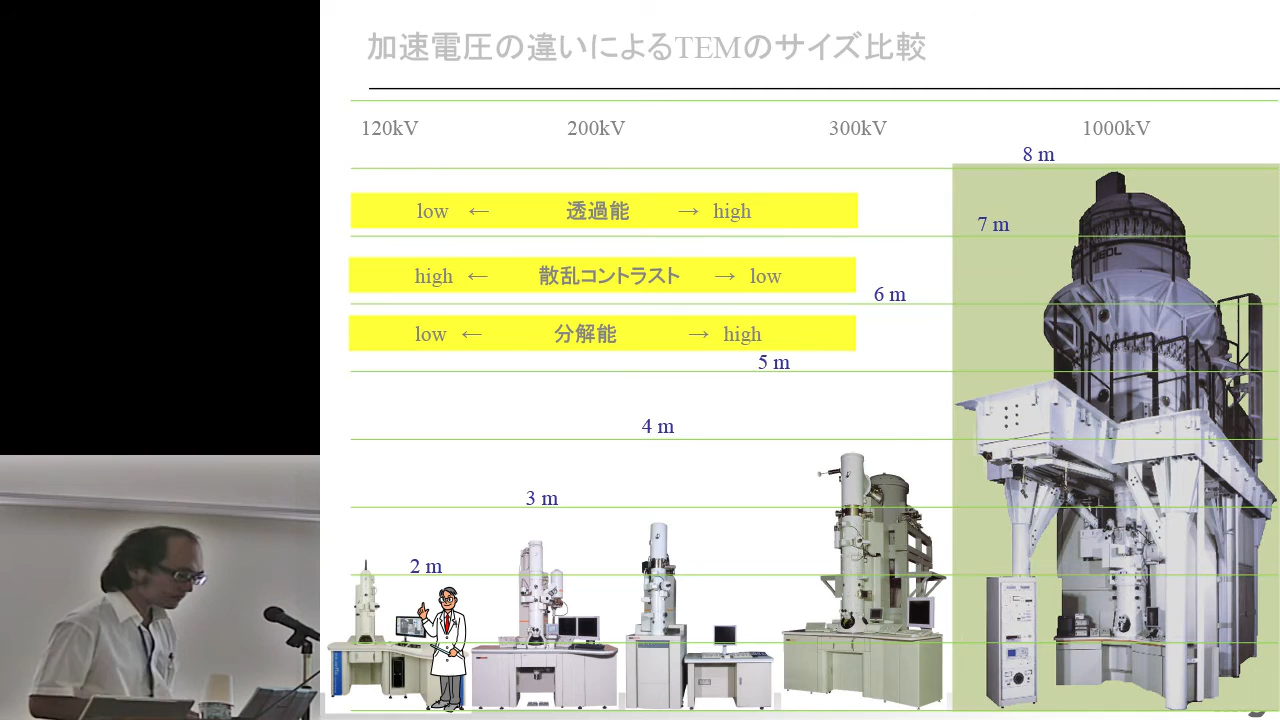 加速電圧の違いによるTEMのサイズ比較
120kV 200kV 300kV 1000kV
8 m
7 m
low ← 透過能 → high
high ← 散乱コントラスト → low
6 m
low ← 分解能 → high
5 m
4 m
3 m
2 m
JEOL